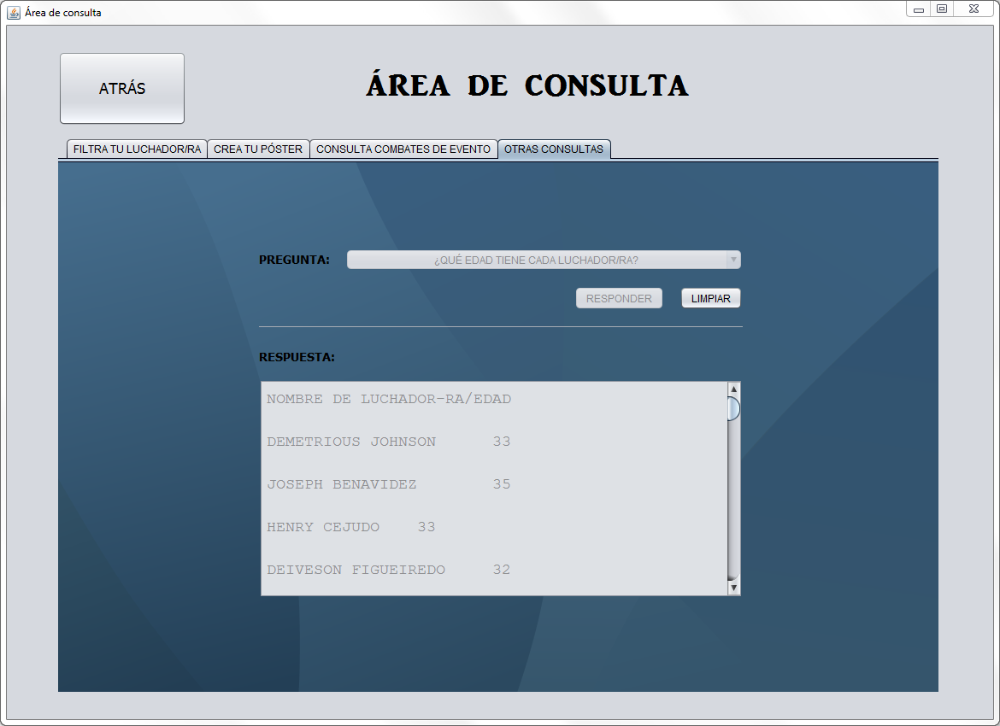 Área de consulta
ATRÁS
ÁREA DE CONSULTA
FILTRA TU LUCHADOR/RA CREA TU PÓSTER CONSULTA COMBATES DE EVENTO OTRAS CONSULTAS
PREGUNTA: ¿QUÉ EDAD TIENE CADA LUCHADOR/RA?
RESPONDER LIMPIAR
RESPUESTA:
NOMBRE DE LUCHADOR-RA/EDAD
DEMETRIOUS JOHNSON 33
JOSEPH BENAVIDEZ 35
HENRY CEJUDO 33
DEIVESON FIGUEIREDO 32